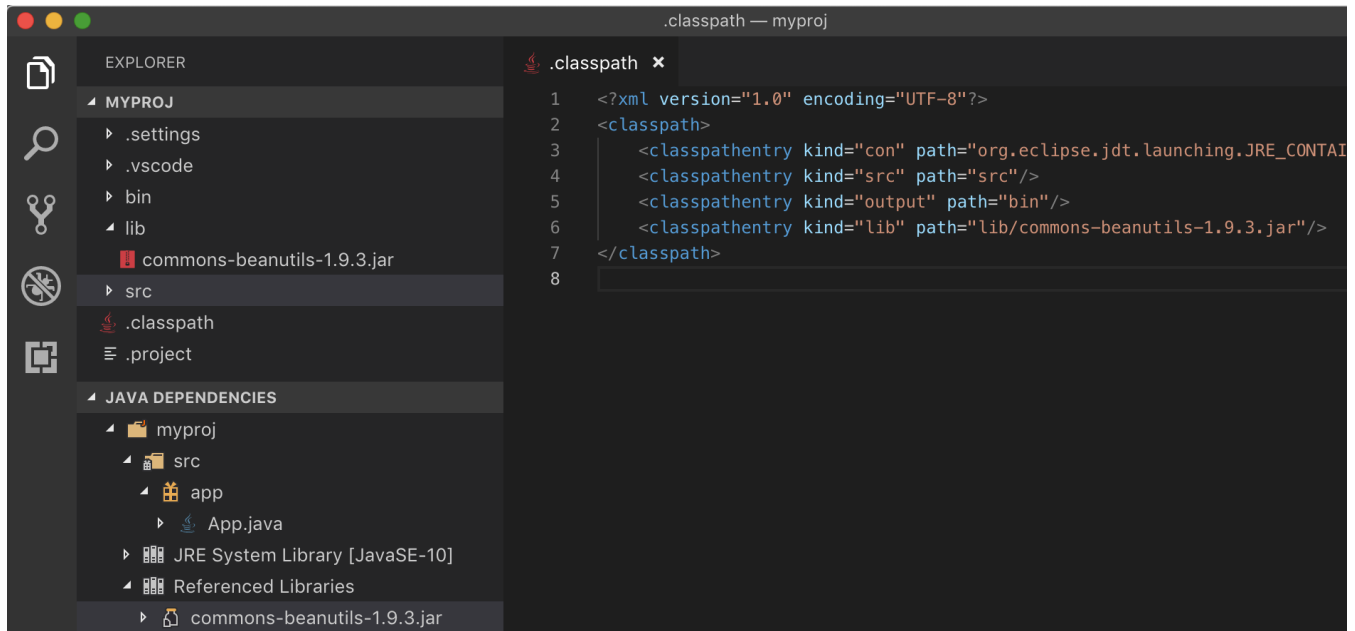 .classpath — myproj
EXPLORER
MYPROJ
.settings
.vscode
bin
lib
commons-beanutils-1.9.3.jar
src
.classpath
.project
JAVA DEPENDENCIES
myproj
src
app
App.java
JRE System Library [JavaSE-10]
Referenced Libraries
commons-beanutils-1.9.3.jar
.classpath ×
1 <?xml version="1.0" encoding="UTF-8"?>
2 <classpath>
3 <classpathentry kind="con" path="org.eclipse.jdt.launching.JRE_CONTAI
4 <classpathentry kind="src" path="src"/>
5 <classpathentry kind="output" path="bin"/>
6 <classpathentry kind="lib" path="lib/commons-beanutils-1.9.3.jar"/>
7 </classpath>
8